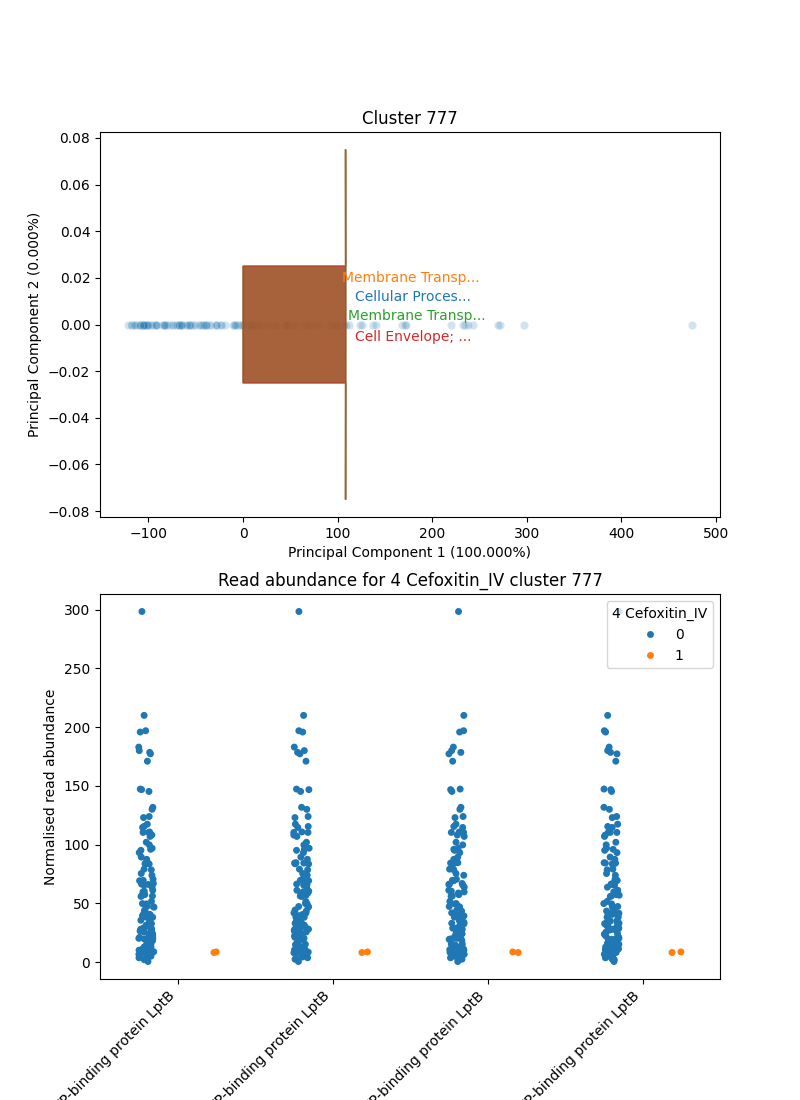 Cluster 777
0.08
0.06
0.04
0.02
0.00
−0.02
−0.04
−0.06
−0.08
Principal Component 2 (0.000%)
Membrane Transp...
Cellular Proces...
Membrane Transp...
Cell Envelope; ...
−100 0 100 200 300 400 500
Principal Component 1 (100.000%)
Read abundance for 4 Cefoxitin_IV cluster 777
300
250
200
150
100
50
0
Normalised read abundance
4 Cefoxitin_IV
0
1
-binding protein LptB
-binding protein LptB
-binding protein LptB
-binding protein LptB